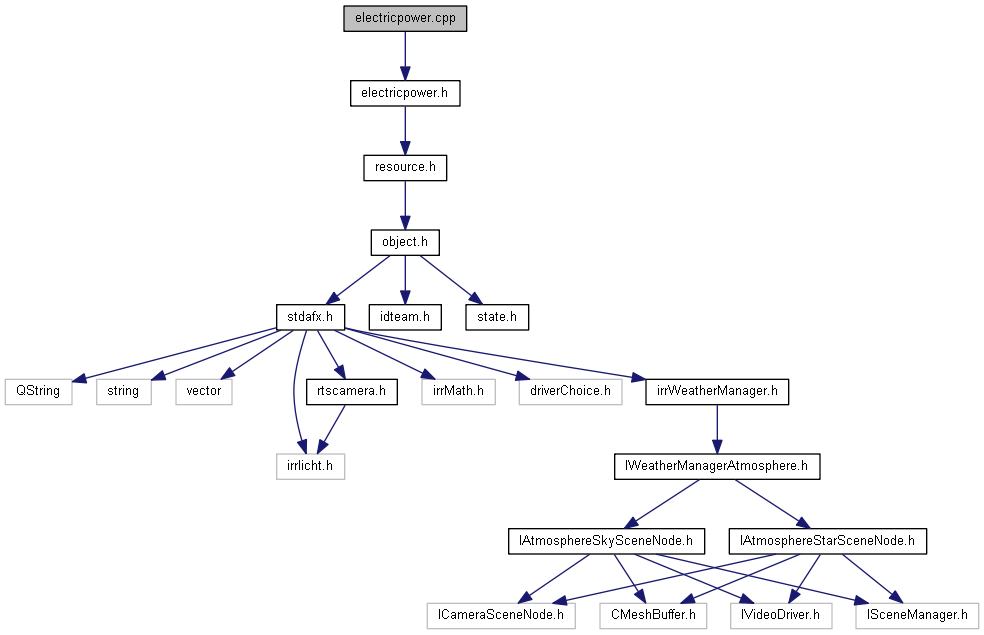 electricpower.cpp
electricpower.h
resource.h
object.h
stdafx.h
idteam.h
state.h
QString
string
vector
rtscamera.h
irrMath.h
driverChoice.h
irrWeatherManager.h
irrlicht.h
IWeatherManagerAtmosphere.h
IAtmosphereSkySceneNode.h
IAtmosphereStarSceneNode.h
ICameraSceneNode.h
CMeshBuffer.h
IVideoDriver.h
ISceneManager.h